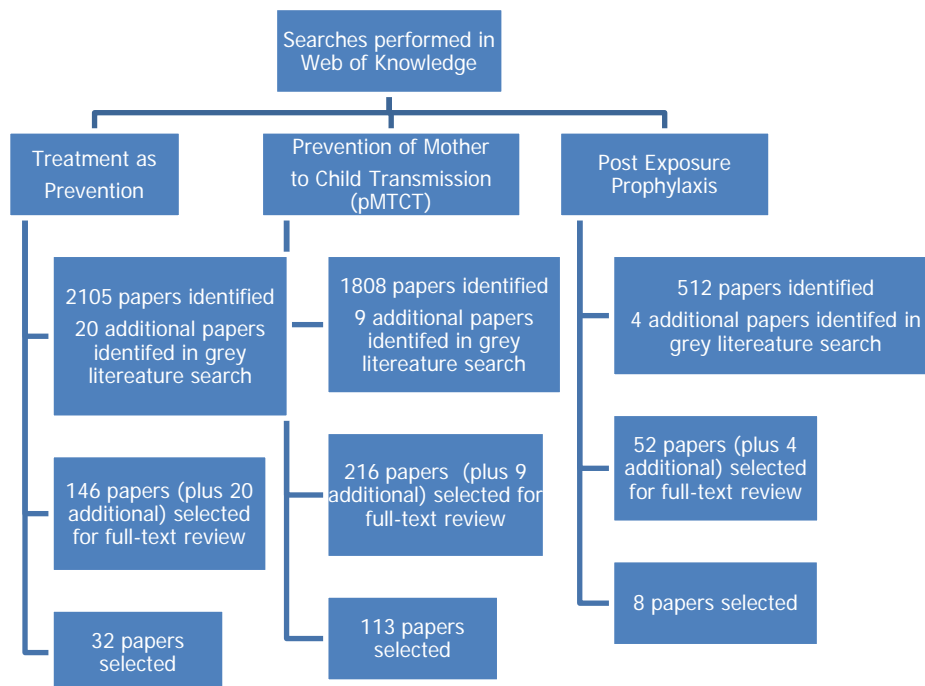 Searches performed in
Web of Knowledge
Treatment as
Prevention
Prevention of Mother
to Child Transmission
(pMTCT)
Post Exposure
Prophylaxis
2105 papers identified
20 additional papers
identifed in grey
litereature search
1808 papers identified
9 additional papers
identifed in grey
litereature search
512 papers identified
4 additional papers identifed in
grey litereature search
146 papers (plus 20
additional) selected
for full-text review
216 papers (plus 9
additional) selected for
full-text review
52 papers (plus 4
additional) selected
for full-text review
32 papers
selected
113 papers
selected
8 papers selected